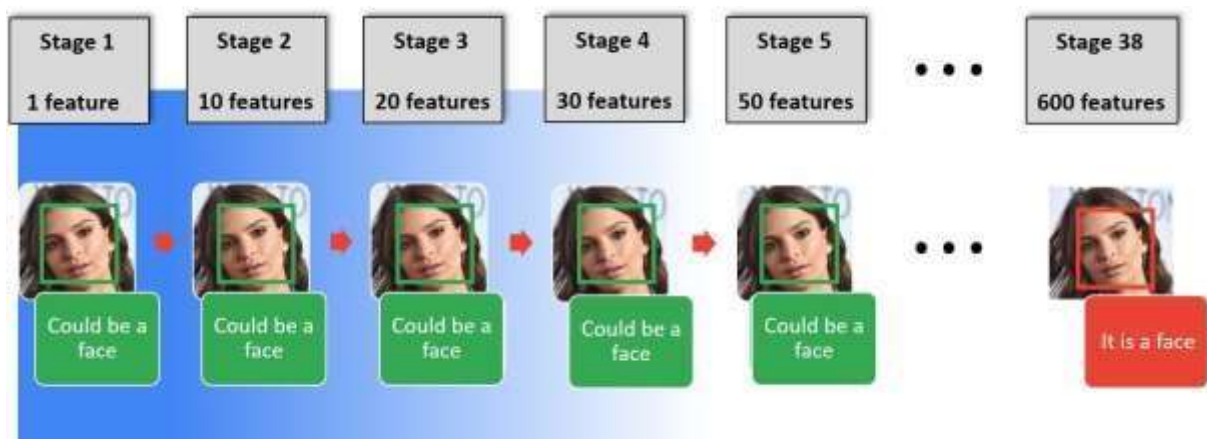 Stage 1
1 feature
Stage 2
10 features
Stage 3
20 features
Stage 4
30 features
Stage 5
50 features
Stage 38
600 features
Could be a
face
Could be a
face
Could be a
face
Could be a
face
Could be a
face
It is a face